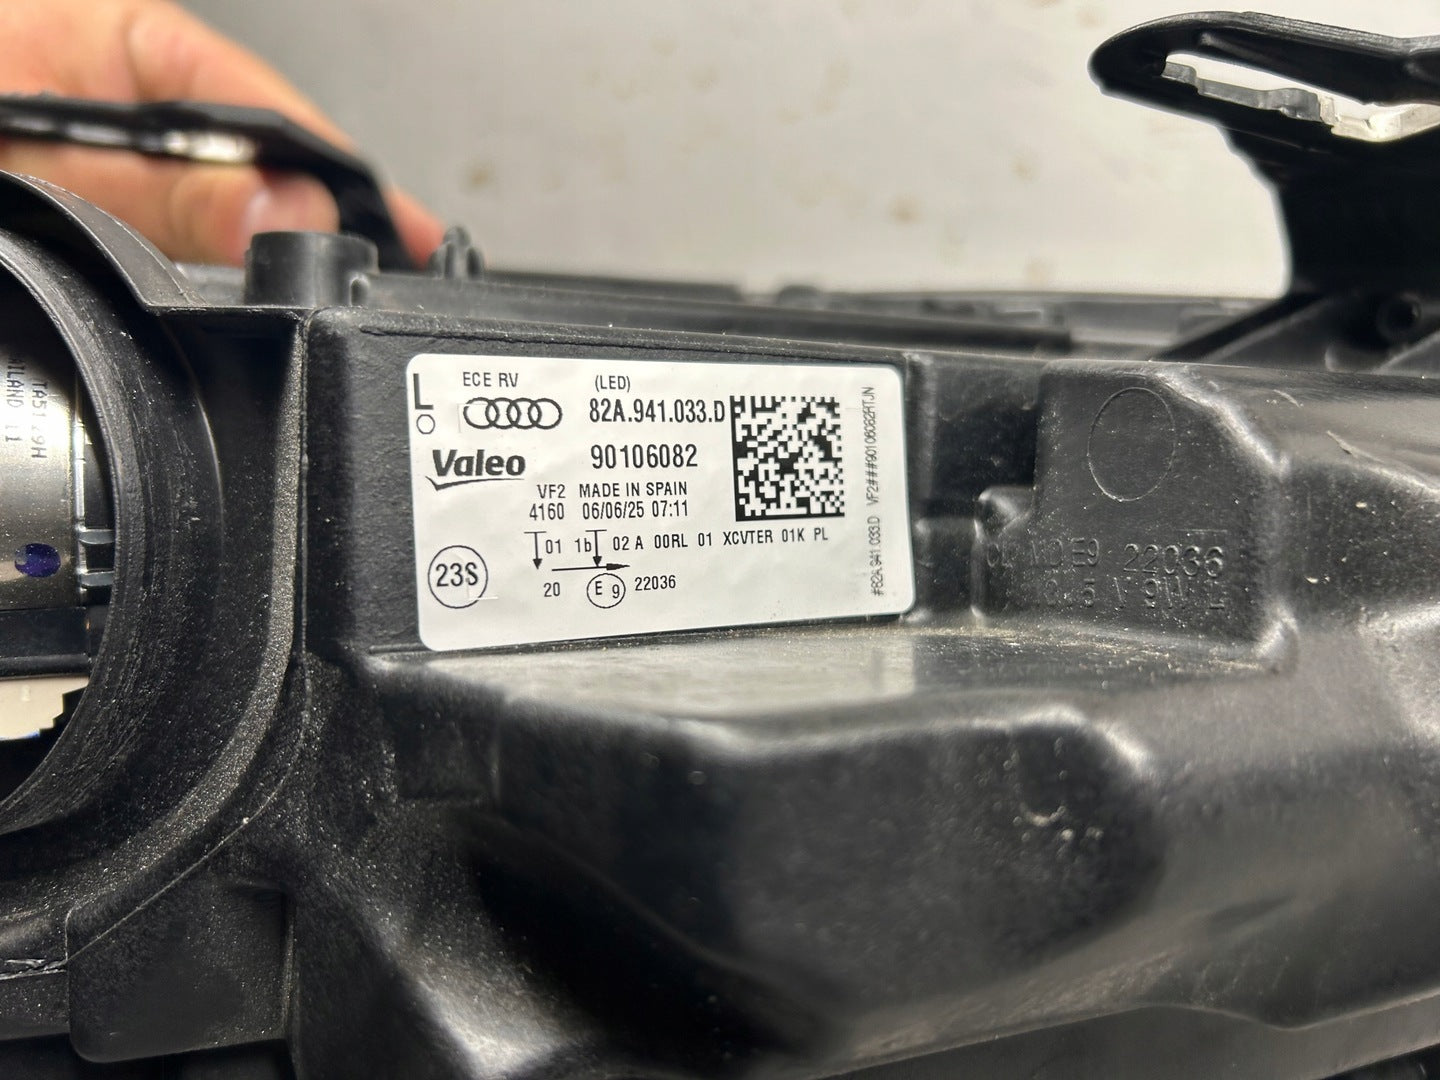 L
ECE RV (LED)
82A.941.033.D
Valeo 90106082
VF2 MADE IN SPAIN
4160 06/06/25 07:11
01 1b 02 A 00RL 01 XCVTER 01K PL
23S
20 E 9 22036
E9 22036